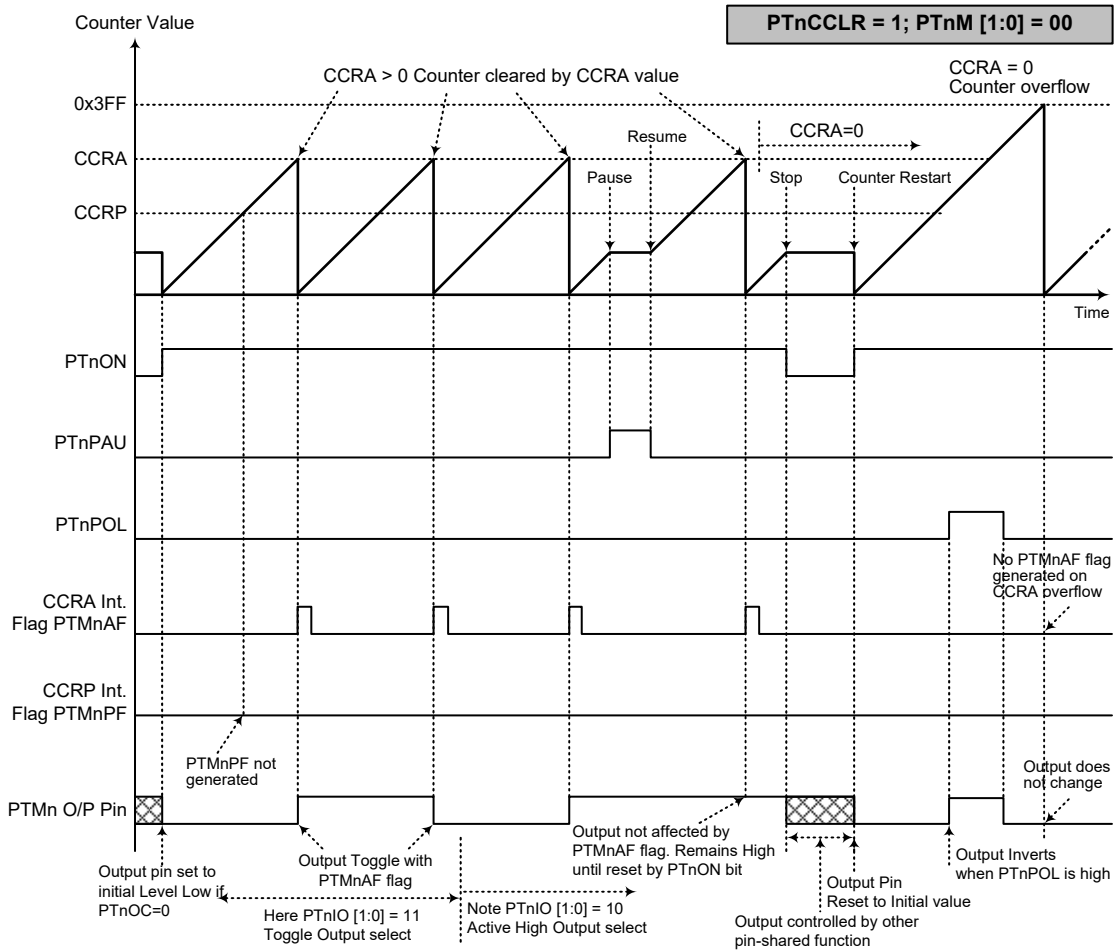 Counter Value
PTnCCLR = 1; PTnM [1:0] = 00
CCRA > 0 Counter cleared by CCRA value
CCRA = 0
Counter overflow
0x3FF
Resume
CCRA=0
CCRA
Pause
Stop
Counter Restart
CCRP
Time
PTnON
PTnPAU
PTnPOL
No PTMnAF flag
generated on
CCRA overflow
CCRA Int.
Flag PTMnAF
CCRP Int.
Flag PTMnPF
PTMnPF not
generated
Output does
not change
PTMn O/P Pin
Output pin set to
initial Level Low if
PTnOC=0
Output Toggle with
PTMnAF flag
Here PTnIO [1:0] = 11
Toggle Output select
Note PTnIO [1:0] = 10
Active High Output select
Output not affected by
PTMnAF flag. Remains High
until reset by PTnON bit
Output Pin
Reset to Initial value
Output controlled by other
pin-shared function
Output Inverts
when PTnPOL is high